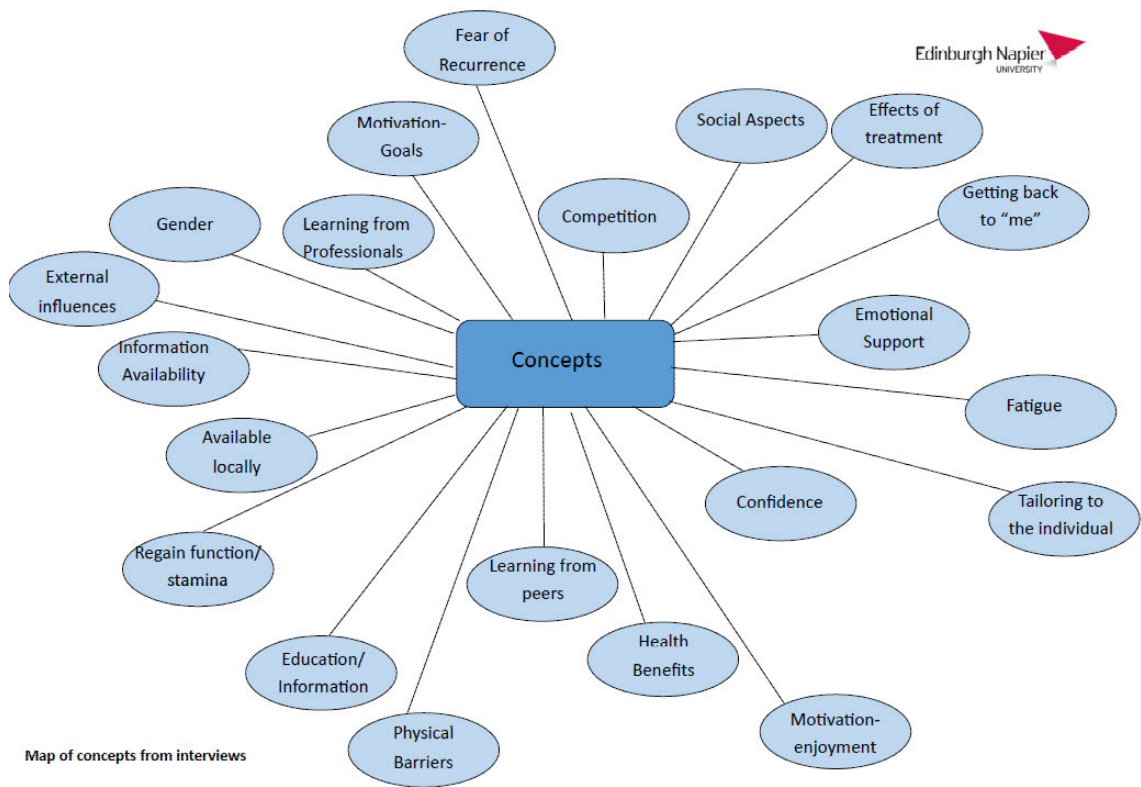 Fear of
Recurrence
Edinburgh Napier
UNIVERSITY
Motivation-
Goals
Social Aspects
Effects of
treatment
Gender
Learning from
Professionals
Competition
Getting back
to “me”
External
influences
Information
Availability
Concepts
Emotional
Support
Fatigue
Available
locally
Confidence
Tailoring to
the individual
Regain function/
stamina
Learning from
peers
Education/
Information
Health
Benefits
Physical
Barriers
Motivation-
enjoyment
Map of concepts from interviews